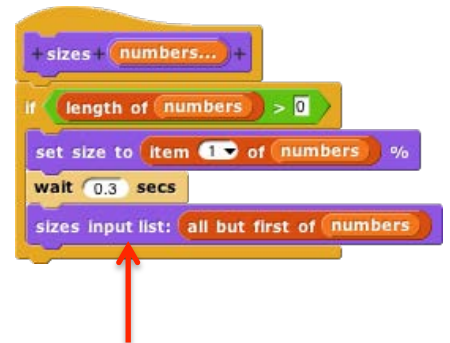 + sizes + numbers... +
if length of numbers > 0
set size to item 1 of numbers %
wait 0.3 secs
sizes input list: all but first of numbers